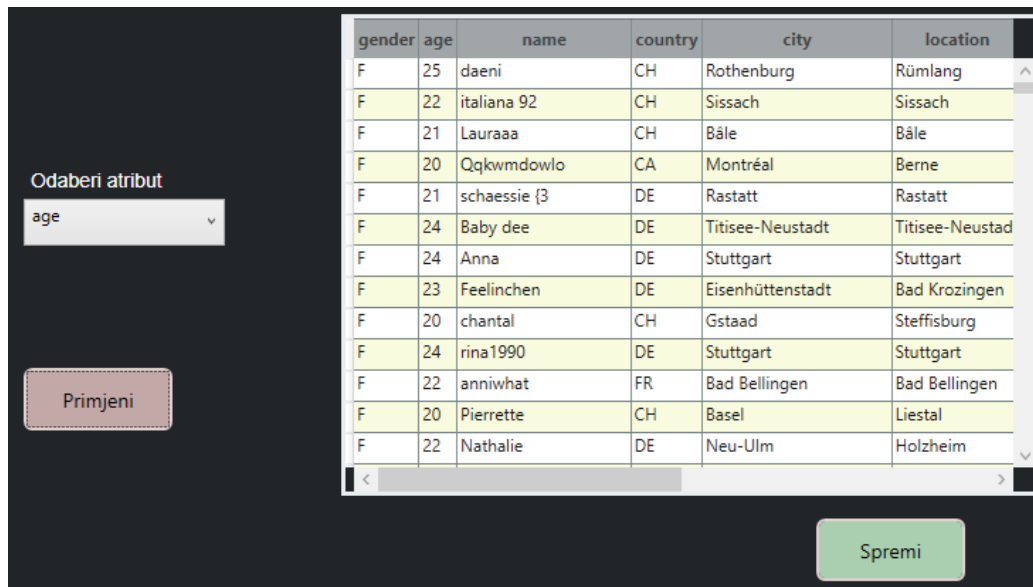 gender age name country city location
F 25 daeni CH Rothenburg Rümlang
F 22 italiana 92 CH Sissach Sissach
F 21 Lauraaa CH Bâle Bâle
F 20 Qqkwmdowlo CA Montréal Berne
Odaberi atribut
F 21 schaessie {3 DE Rastatt Rastatt
age
F 24 Baby dee DE Titisee-Neustadt Titisee-Neustad
F 24 Anna DE Stuttgart Stuttgart
F 23 Feelinchen DE Eisenhüttenstadt Bad Krozingen
F 20 chantal CH Gstaad Steffisburg
F 24 rina1990 DE Stuttgart Stuttgart
F 22 anniwhat FR Bad Bellingen Bad Bellingen
Primjeni
F 20 Pierrette CH Basel Liestal
F 22 Nathalie DE Neu-Ulm Holzheim
Spremi